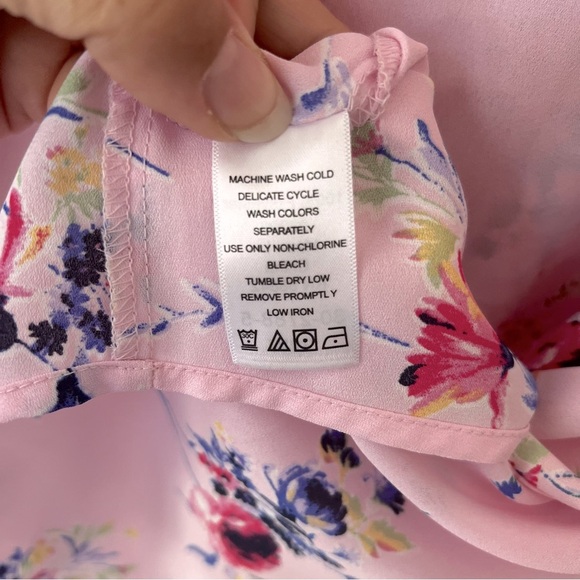 MACHINE WASH COLD
DELICATE CYCLE
WASH COLORS
SEPARATELY
USE ONLY NON-CHLORINE
BLEACH
TUMBLE DRY LOW
REMOVE PROMPTLY
LOW IRON